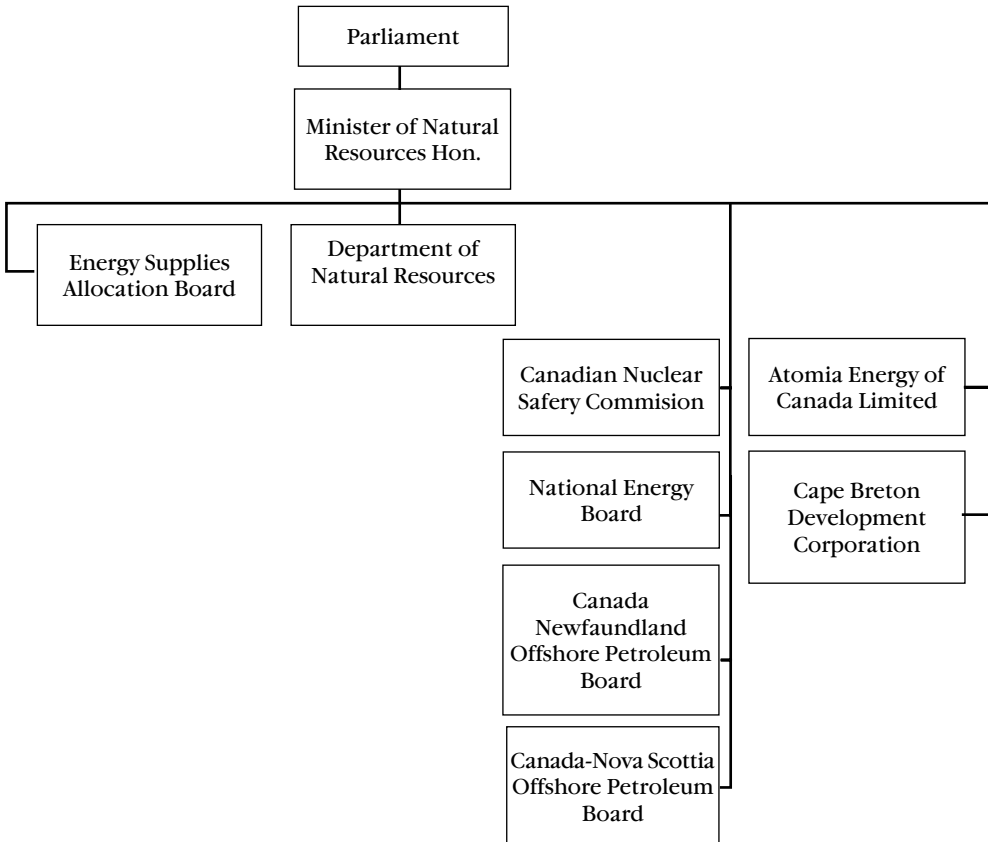 Parliament
Minister of Natural
Resources Hon.
Energy Supplies
Allocation Board
Department of
Natural Resources
Canadian Nuclear
Safery Commision
Atomia Energy of
Canada Limited
National Energy
Board
Cape Breton
Development
Corporation
Canada
Newfaundland
Offshore Petroleum
Board
Canada-Nova Scottia
Offshore Petroleum
Board